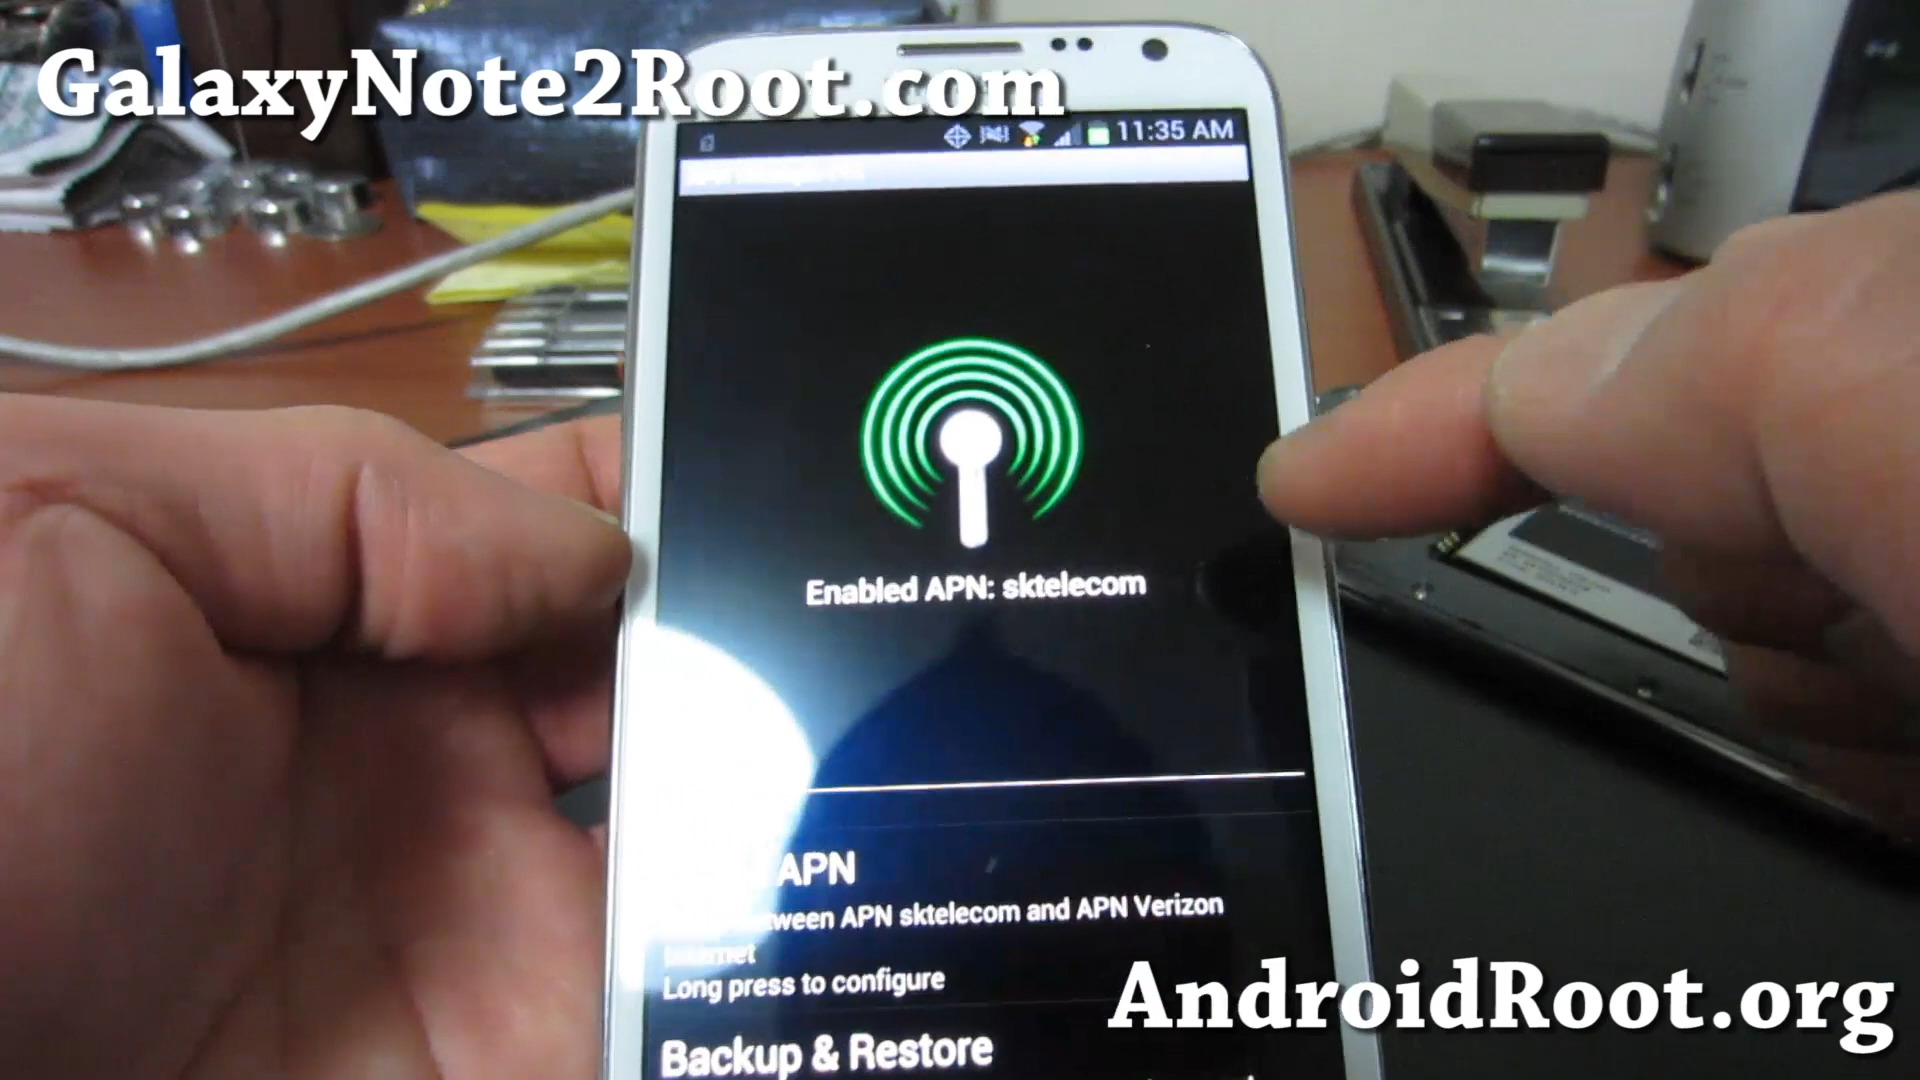 GalaxyNote2Root.com
11:35 AM
Enabled APN: sktelecom
APN
APN sktelecom and APN Verizon
Long press to configure
Backup & Restore
AndroidRoot.org